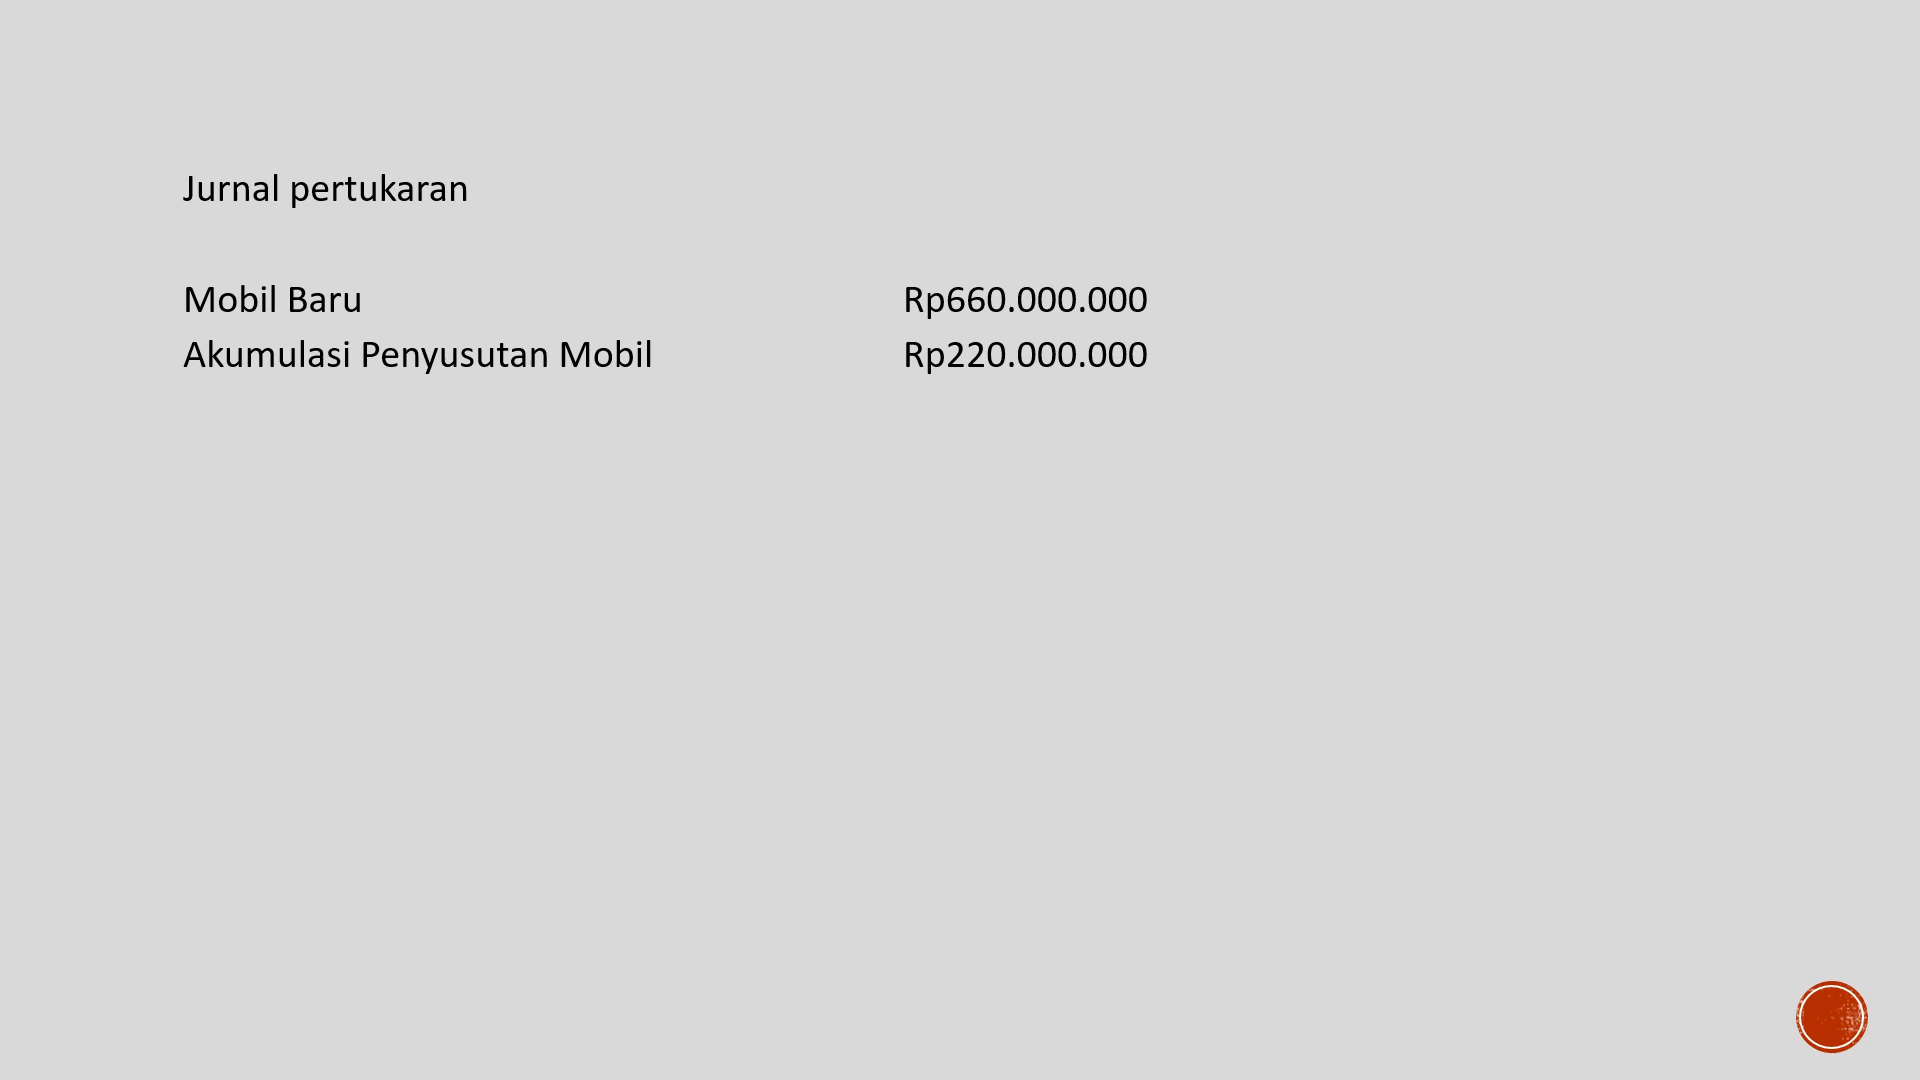 Jurnal pertukaran
Mobil Baru Rp660.000.000
Akumulasi Penyusutan Mobil Rp220.000.000